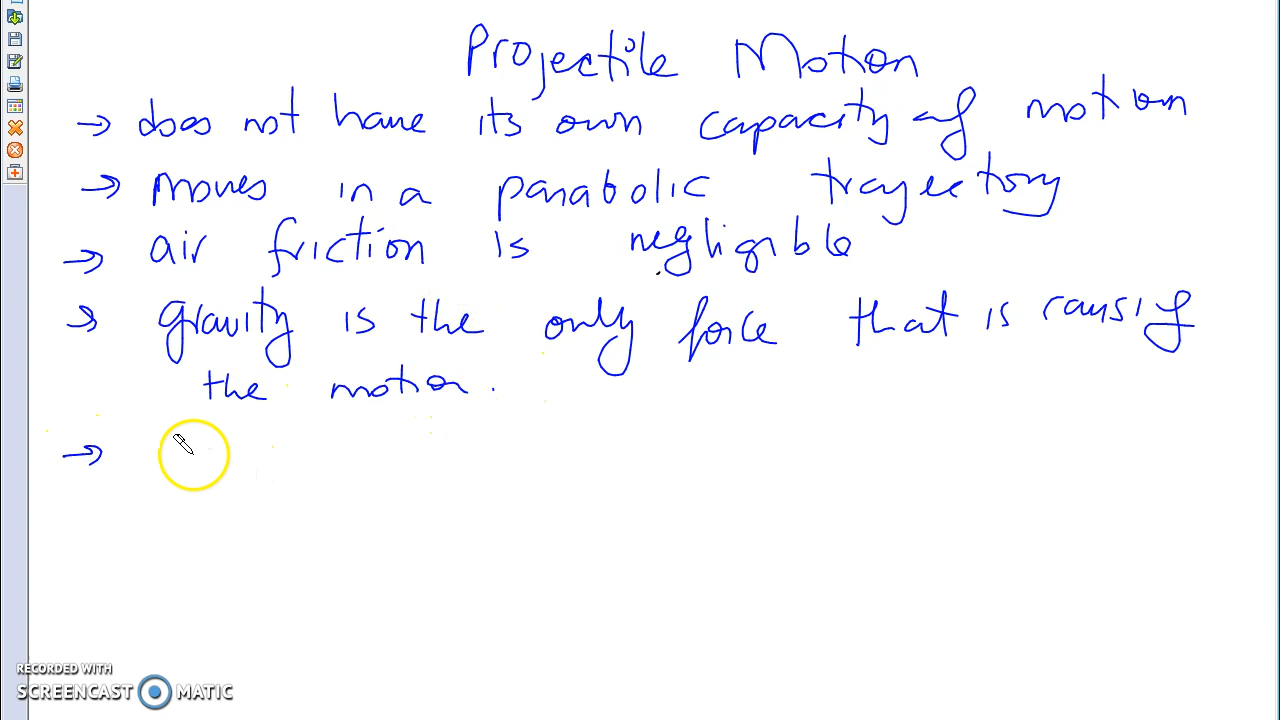 Projectile Motion
→ does not have its own capacity of motion
→ moves in a parabolic trajectory
→ air friction is negligible
→ gravity is the only force that is causing
the motion.
→
RECORDED WITH
SCREENCAST MATIC